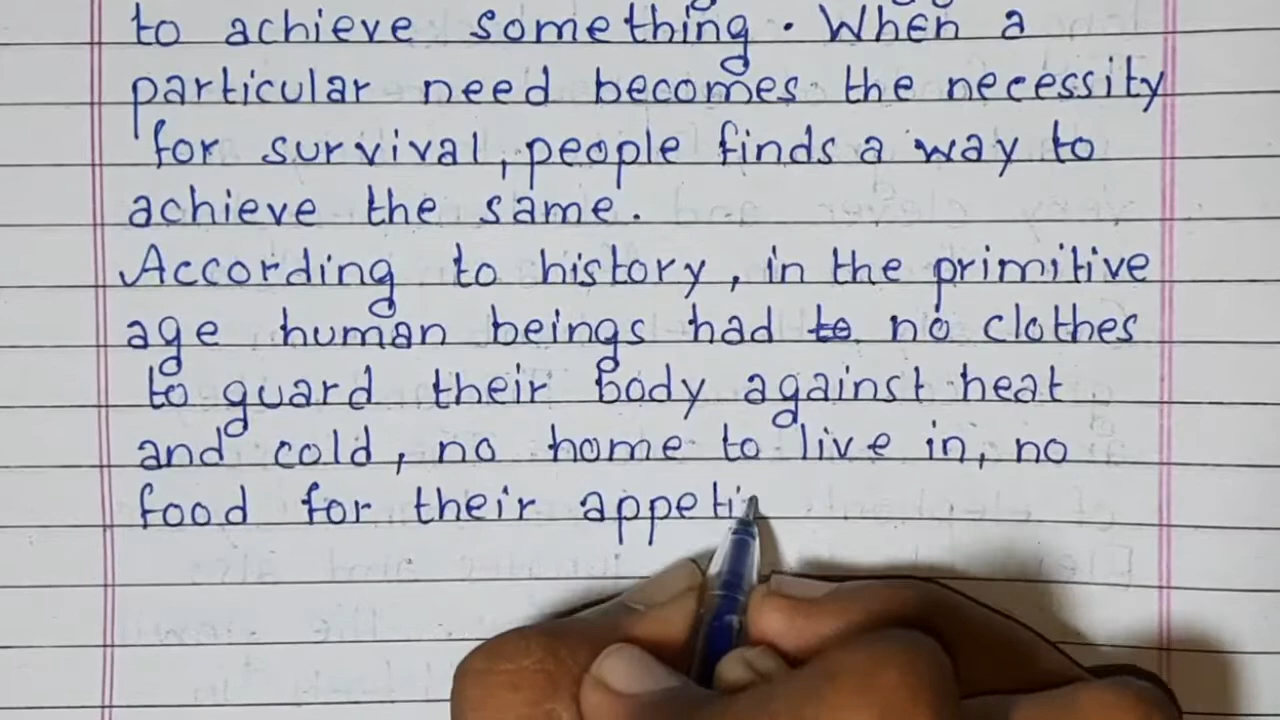 to achieve something. When a
particular need becomes the necessity
for survival, people finds a way to
achieve the same.
According to history, in the primitive
age human beings had to no clothes
to guard their body against heat
and cold, no home to live in, no
food for their appeti